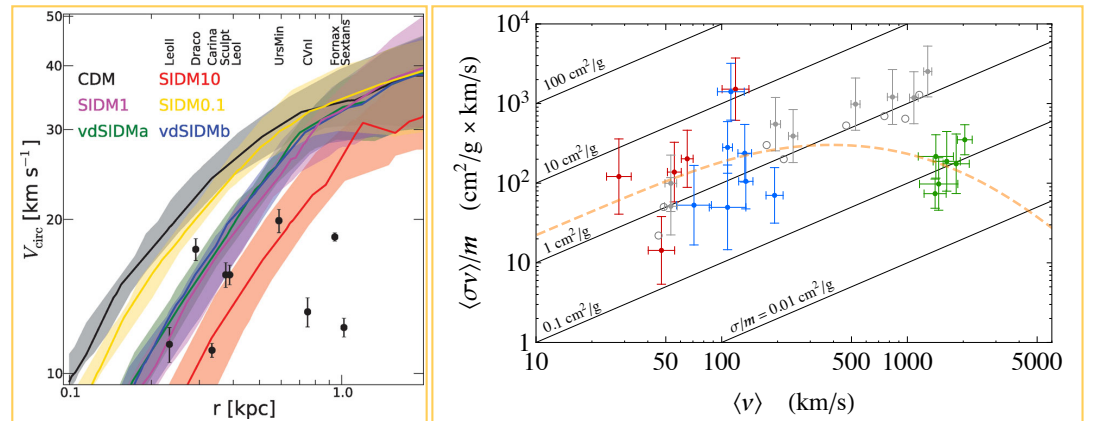 50
40
30
20
10
V_circ [km s⁻¹]
LeoII
Draco
Carina
Sculpt
LeoI
UrsMin
CVnI
Fornax
Sextans
CDM
SIDM10
SIDM1
SIDM0.1
vdSIDMa
vdSIDMb
0.1
1.0
r [kpc]
10⁴
10³
10²
10
1
⟨σv⟩/m (cm²/g × km/s)
100 cm²/g
10 cm²/g
1 cm²/g
0.1 cm²/g
σ/m = 0.01 cm²/g
10
50
100
500
1000
5000
⟨v⟩ (km/s)